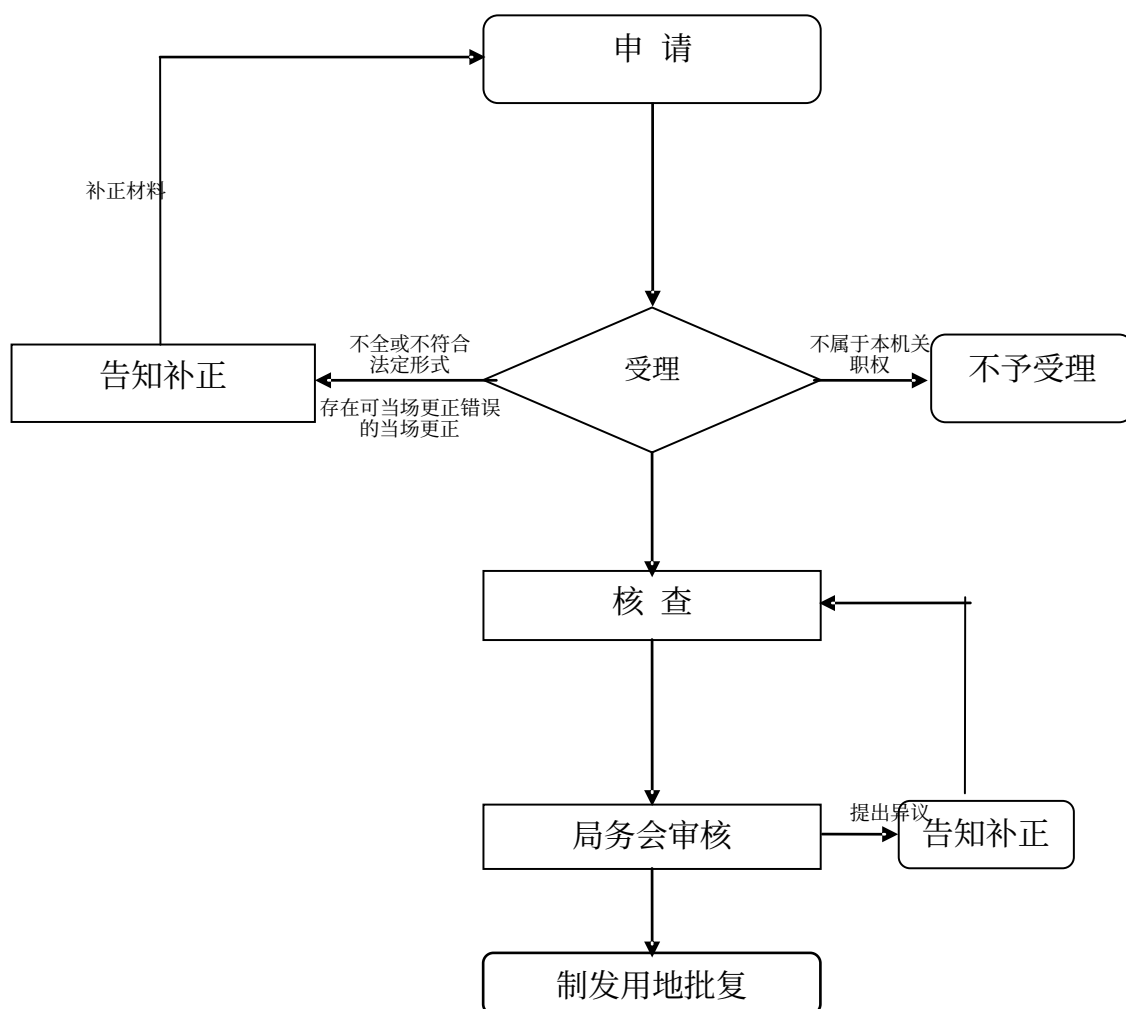 申 请
补正材料
不全或不符合
法定形式
不属于本机关
职权
告知补正
受理
不予受理
存在可当场更正错误
的当场更正
核 查
提出异议
局务会审核
告知补正
制发用地批复